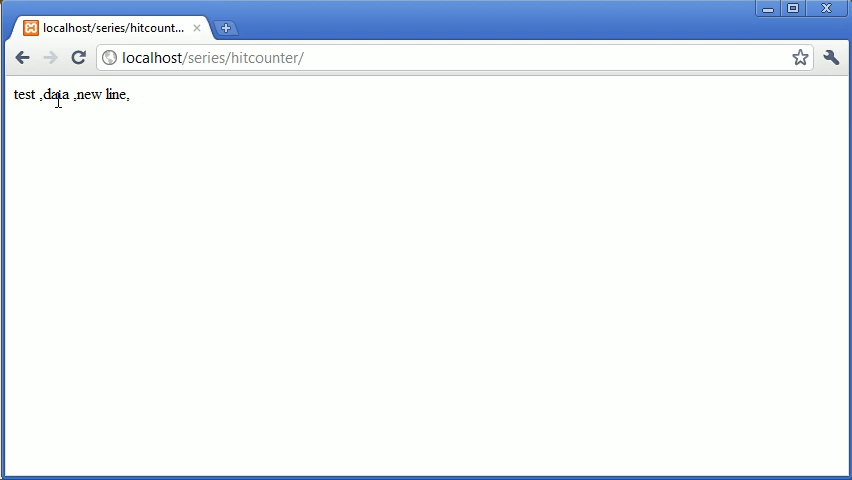 localhost/series/hitcount...
localhost/series/hitcounter/
test ,data ,new line,